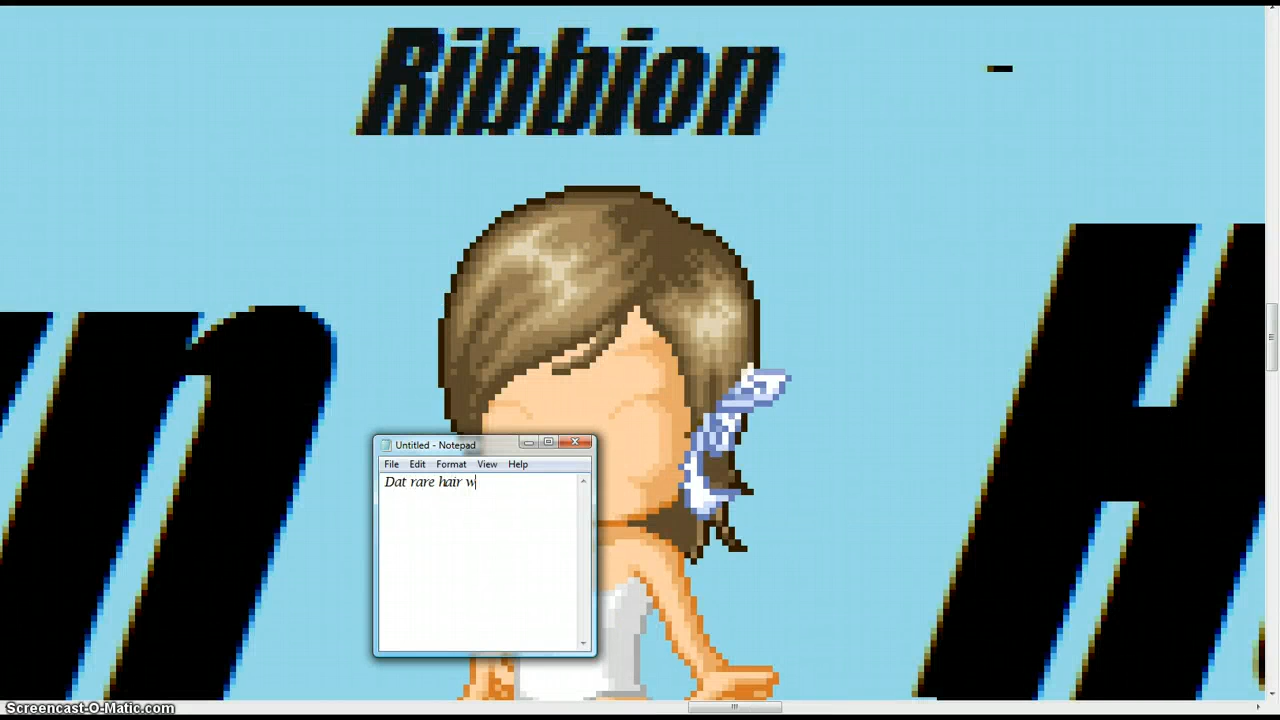 Ribbion
-
n
H
Untitled - Notepad
File Edit Format View Help
Dat rare hair w
Screencast-O-Matic.com